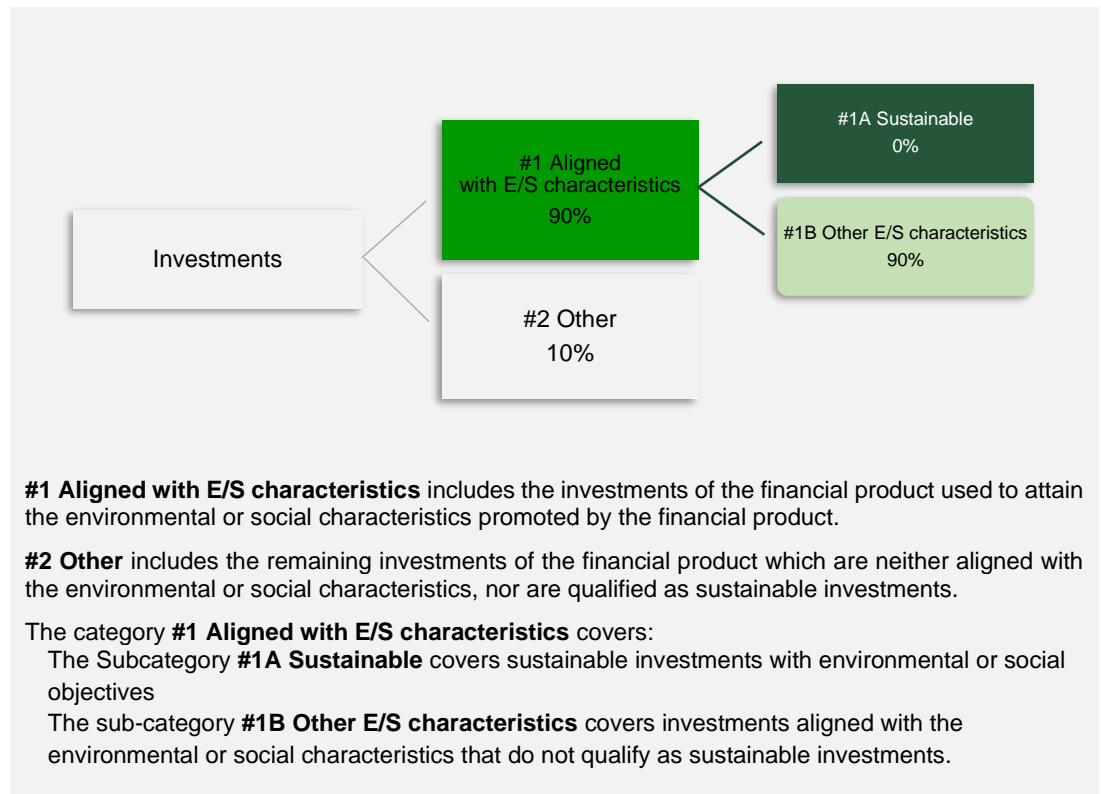 Investments
#1 Aligned
with E/S characteristics
90%
#2 Other
10%
#1A Sustainable
0%
#1B Other E/S characteristics
90%
#1 Aligned with E/S characteristics includes the investments of the financial product used to attain
the environmental or social characteristics promoted by the financial product.
#2 Other includes the remaining investments of the financial product which are neither aligned with
the environmental or social characteristics, nor are qualified as sustainable investments.
The category #1 Aligned with E/S characteristics covers:
The Subcategory #1A Sustainable covers sustainable investments with environmental or social
objectives
The sub-category #1B Other E/S characteristics covers investments aligned with the
environmental or social characteristics that do not qualify as sustainable investments.